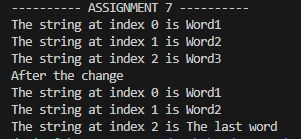 ---------- ASSIGNMENT 7 ----------
The string at index 0 is Word1
The string at index 1 is Word2
The string at index 2 is Word3
After the change
The string at index 0 is Word1
The string at index 1 is Word2
The string at index 2 is The last word